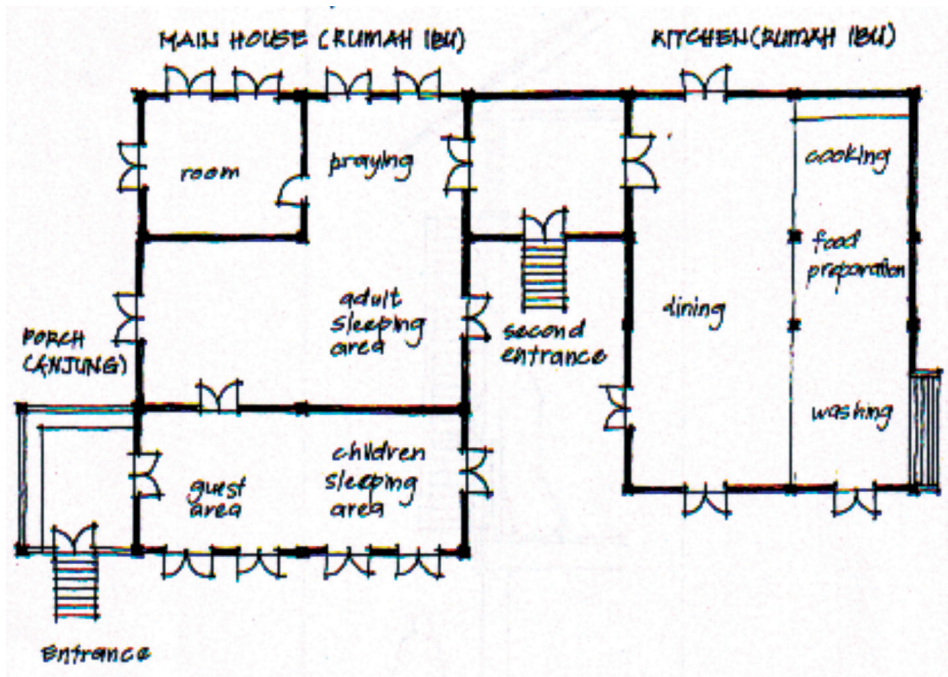 MAIN HOUSE (RUMAH IBU)
KITCHEN (RUMAH IBU)
room
praying
cooking
food
preparation
adult
sleeping
area
dining
second
entrance
PORCH
(ANJUNG)
washing
guest
area
children
sleeping
area
Entrance